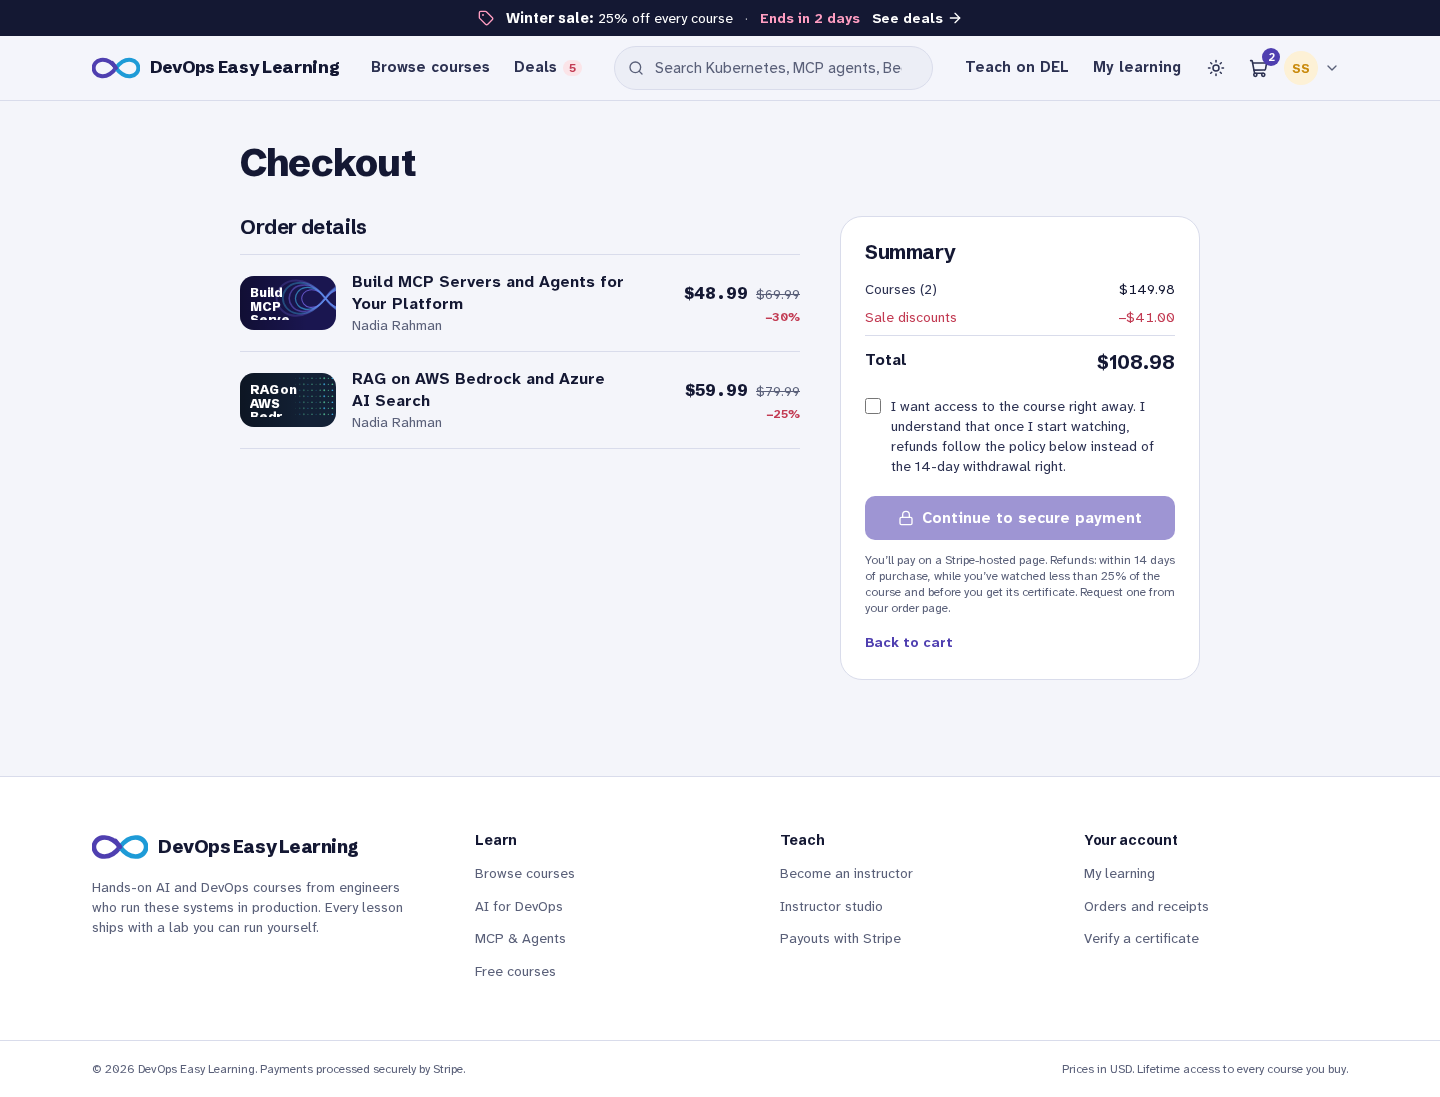 Winter sale: 25% off every course · Ends in 2 days See deals →
DevOps Easy Learning
Browse courses
Deals 5
Search Kubernetes, MCP agents, Be
Teach on DEL
My learning
2
SS
Checkout
Order details
Build
MCP
Serve
Build MCP Servers and Agents for
Your Platform
Nadia Rahman
$48.99 $69.99
–30%
RAG on
AWS
Bedr
RAG on AWS Bedrock and Azure
AI Search
Nadia Rahman
$59.99 $79.99
–25%
Summary
Courses (2) $149.98
Sale discounts –$41.00
Total $108.98
I want access to the course right away. I
understand that once I start watching,
refunds follow the policy below instead of
the 14-day withdrawal right.
Continue to secure payment
You’ll pay on a Stripe-hosted page. Refunds: within 14 days
of purchase, while you’ve watched less than 25% of the
course and before you get its certificate. Request one from
your order page.
Back to cart
DevOps Easy Learning
Hands-on AI and DevOps courses from engineers
who run these systems in production. Every lesson
ships with a lab you can run yourself.
Learn
Browse courses
AI for DevOps
MCP & Agents
Free courses
Teach
Become an instructor
Instructor studio
Payouts with Stripe
Your account
My learning
Orders and receipts
Verify a certificate
© 2026 DevOps Easy Learning. Payments processed securely by Stripe.
Prices in USD. Lifetime access to every course you buy.